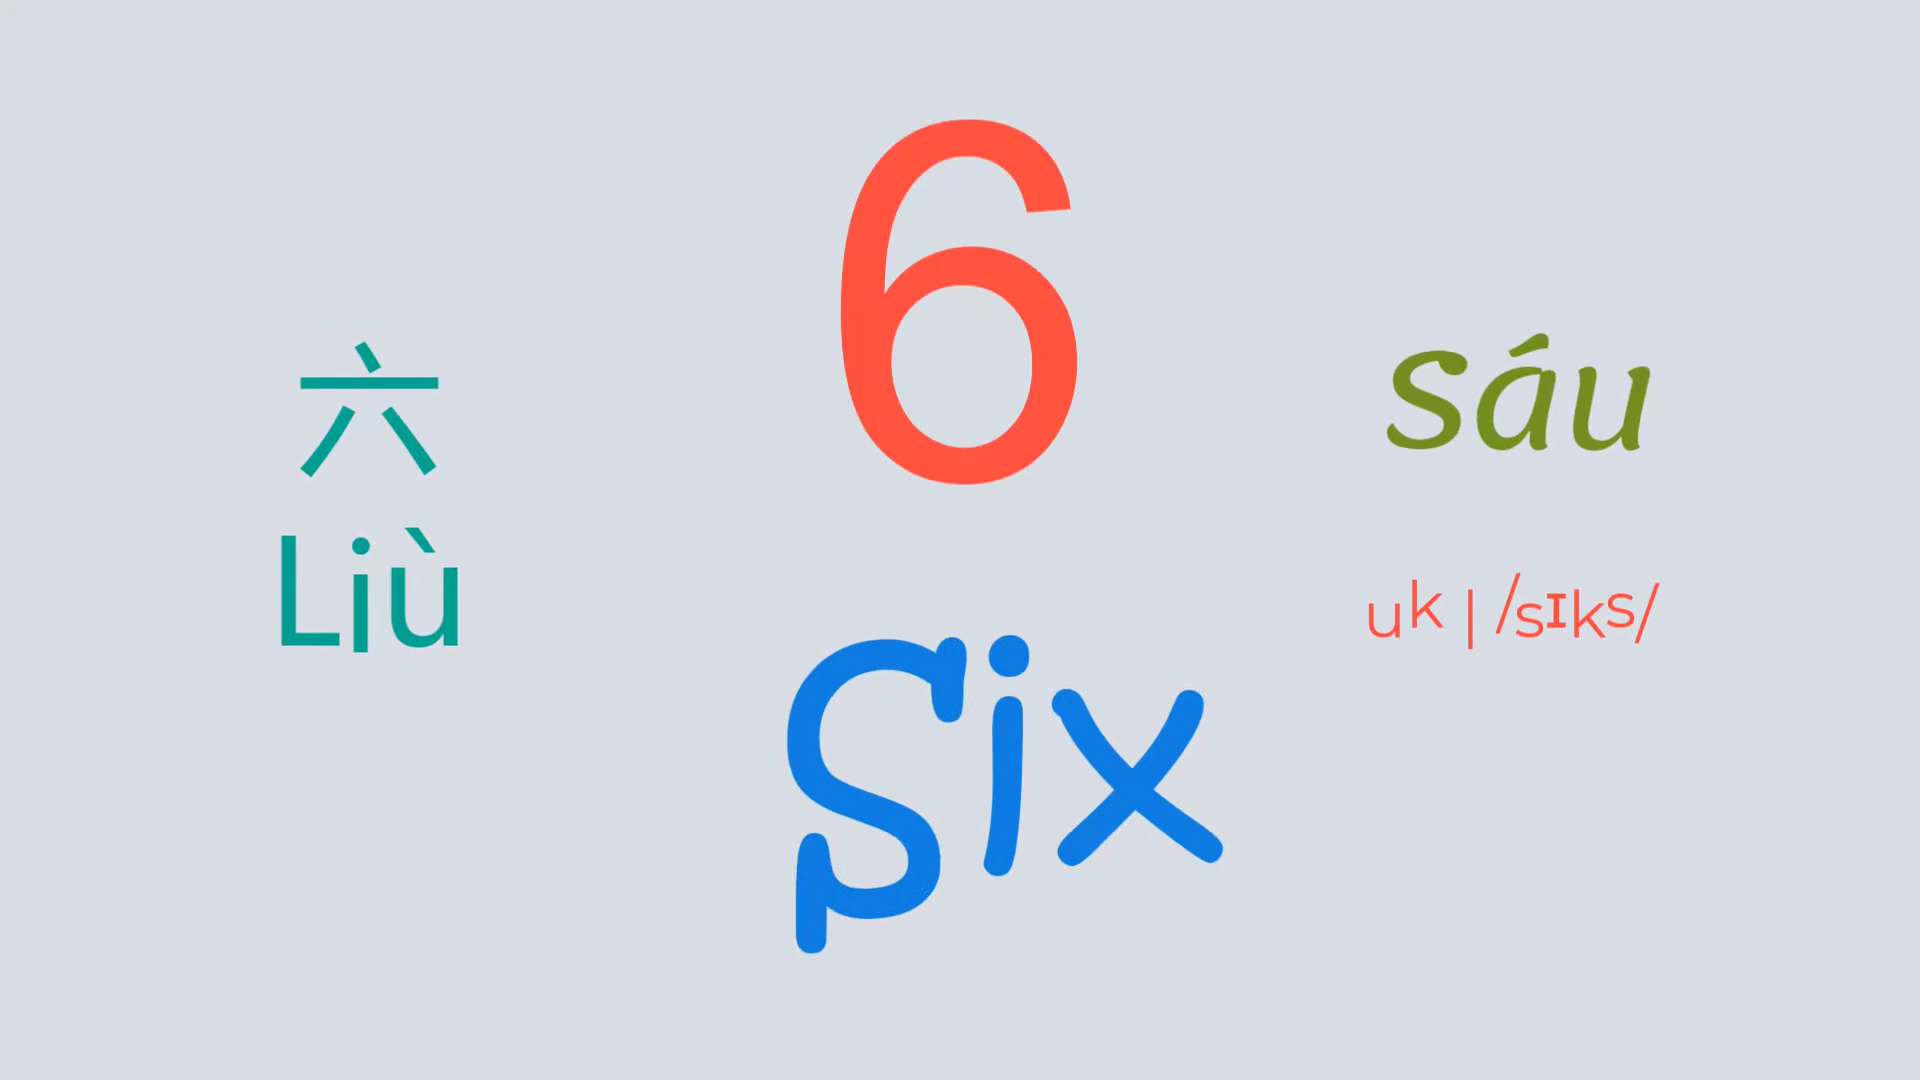 6
六
Liù
sáu
uk | /sɪks/
Six